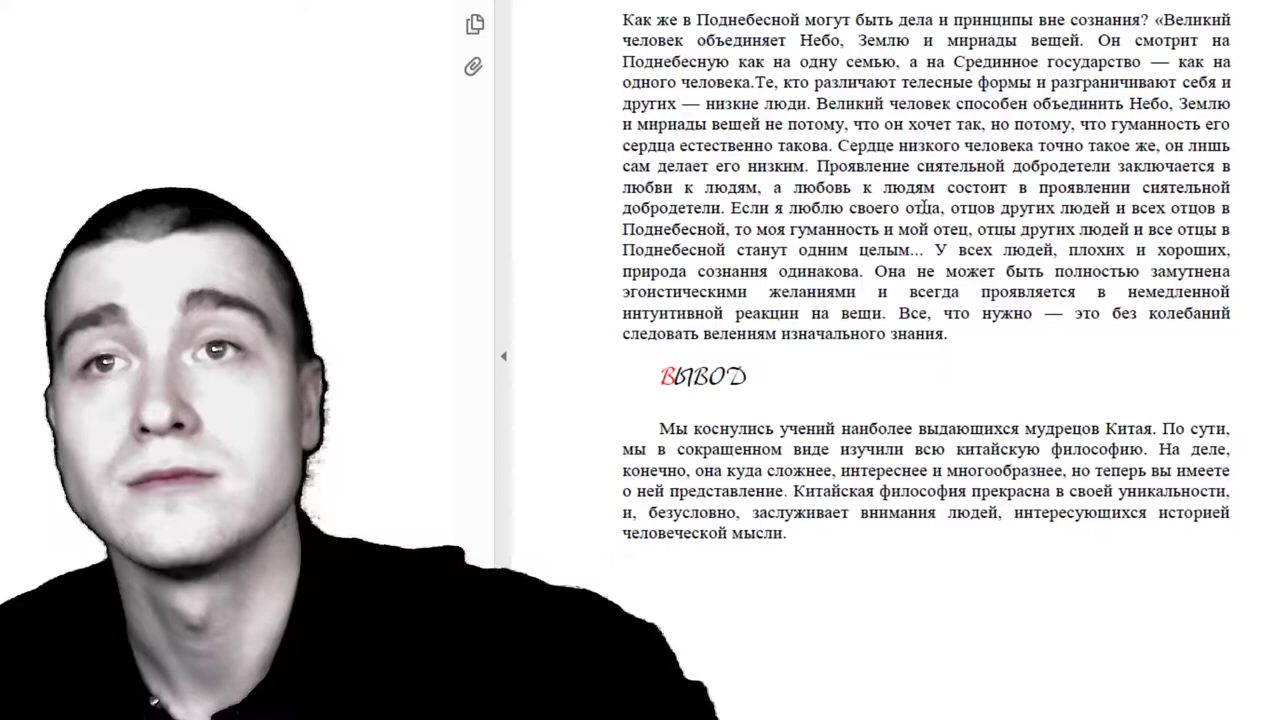 Как же в Поднебесной могут быть дела и принципы вне сознания? «Великий
человек объединяет Небо, Землю и мириады вещей. Он смотрит на
Поднебесную как на одну семью, а на Срединное государство — как на
одного человека.Те, кто различают телесные формы и разграничивают себя и
других — низкие люди. Великий человек способен объединить Небо, Землю
и мириады вещей не потому, что он хочет так, но потому, что гуманность его
сердца естественно такова. Сердце низкого человека точно такое же, он лишь
сам делает его низким. Проявление сиятельной добродетели заключается в
любви к людям, а любовь к людям состоит в проявлении сиятельной
добродетели. Если я люблю своего отца, отцов других людей и всех отцов в
Поднебесной, то моя гуманность и мой отец, отцы других людей и все отцы в
Поднебесной станут одним целым... У всех людей, плохих и хороших,
природа сознания одинакова. Она не может быть полностью замутнена
эгоистическими желаниями и всегда проявляется в немедленной
интуитивной реакции на вещи. Все, что нужно — это без колебаний
следовать велениям изначального знания.
ВЫВОД
Мы коснулись учений наиболее выдающихся мудрецов Китая. По сути,
мы в сокращенном виде изучили всю китайскую философию. На деле,
конечно, она куда сложнее, интереснее и многообразнее, но теперь вы имеете
о ней представление. Китайская философия прекрасна в своей уникальности,
и, безусловно, заслуживает внимания людей, интересующихся историей
человеческой мысли.